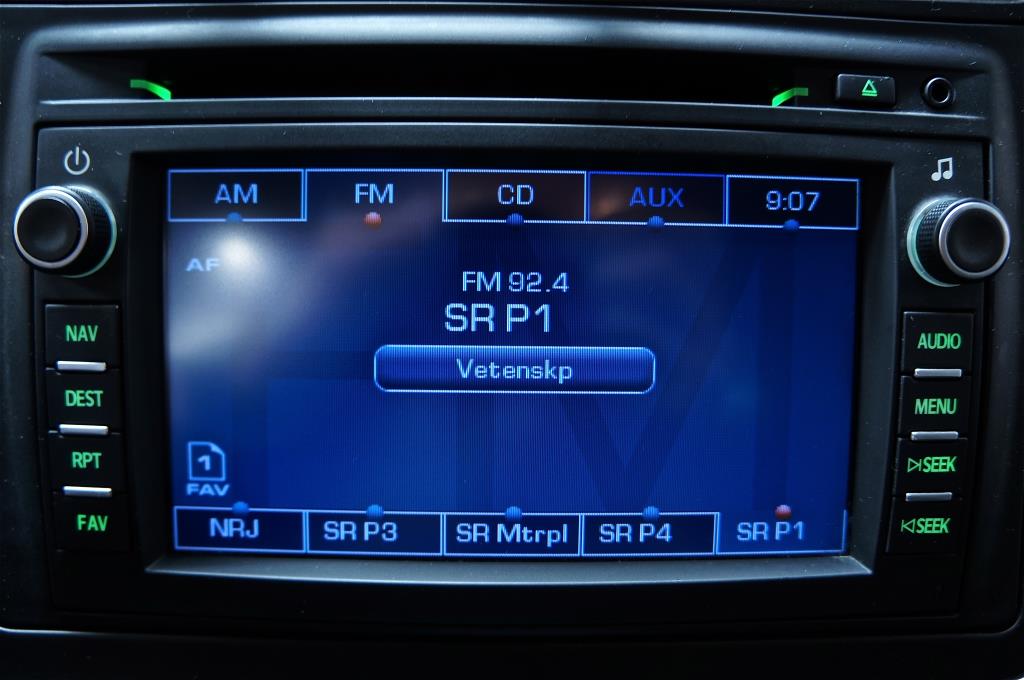 AM FM CD AUX 9:07
AF
FM 92.4
SR P1
Vetenskp
1
FAV
NRJ SR P3 SR Mtrpl SR P4 SR P1
NAV
DEST
RPT
FAV
AUDIO
MENU
SEEK
SEEK